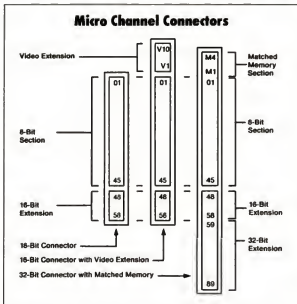 Micro Channel Connectors
Video Extension
V10
V1
M4
M1
Matched
Memory
Section
01
01
01
8-Bit
Section
8-Bit
Section
45
45
45
16-Bit
Extension
48
58
48
58
48
58
59
16-Bit
Extension
32-Bit
Extension
16-Bit Connector
16-Bit Connector with Video Extension
32-Bit Connector with Matched Memory
89